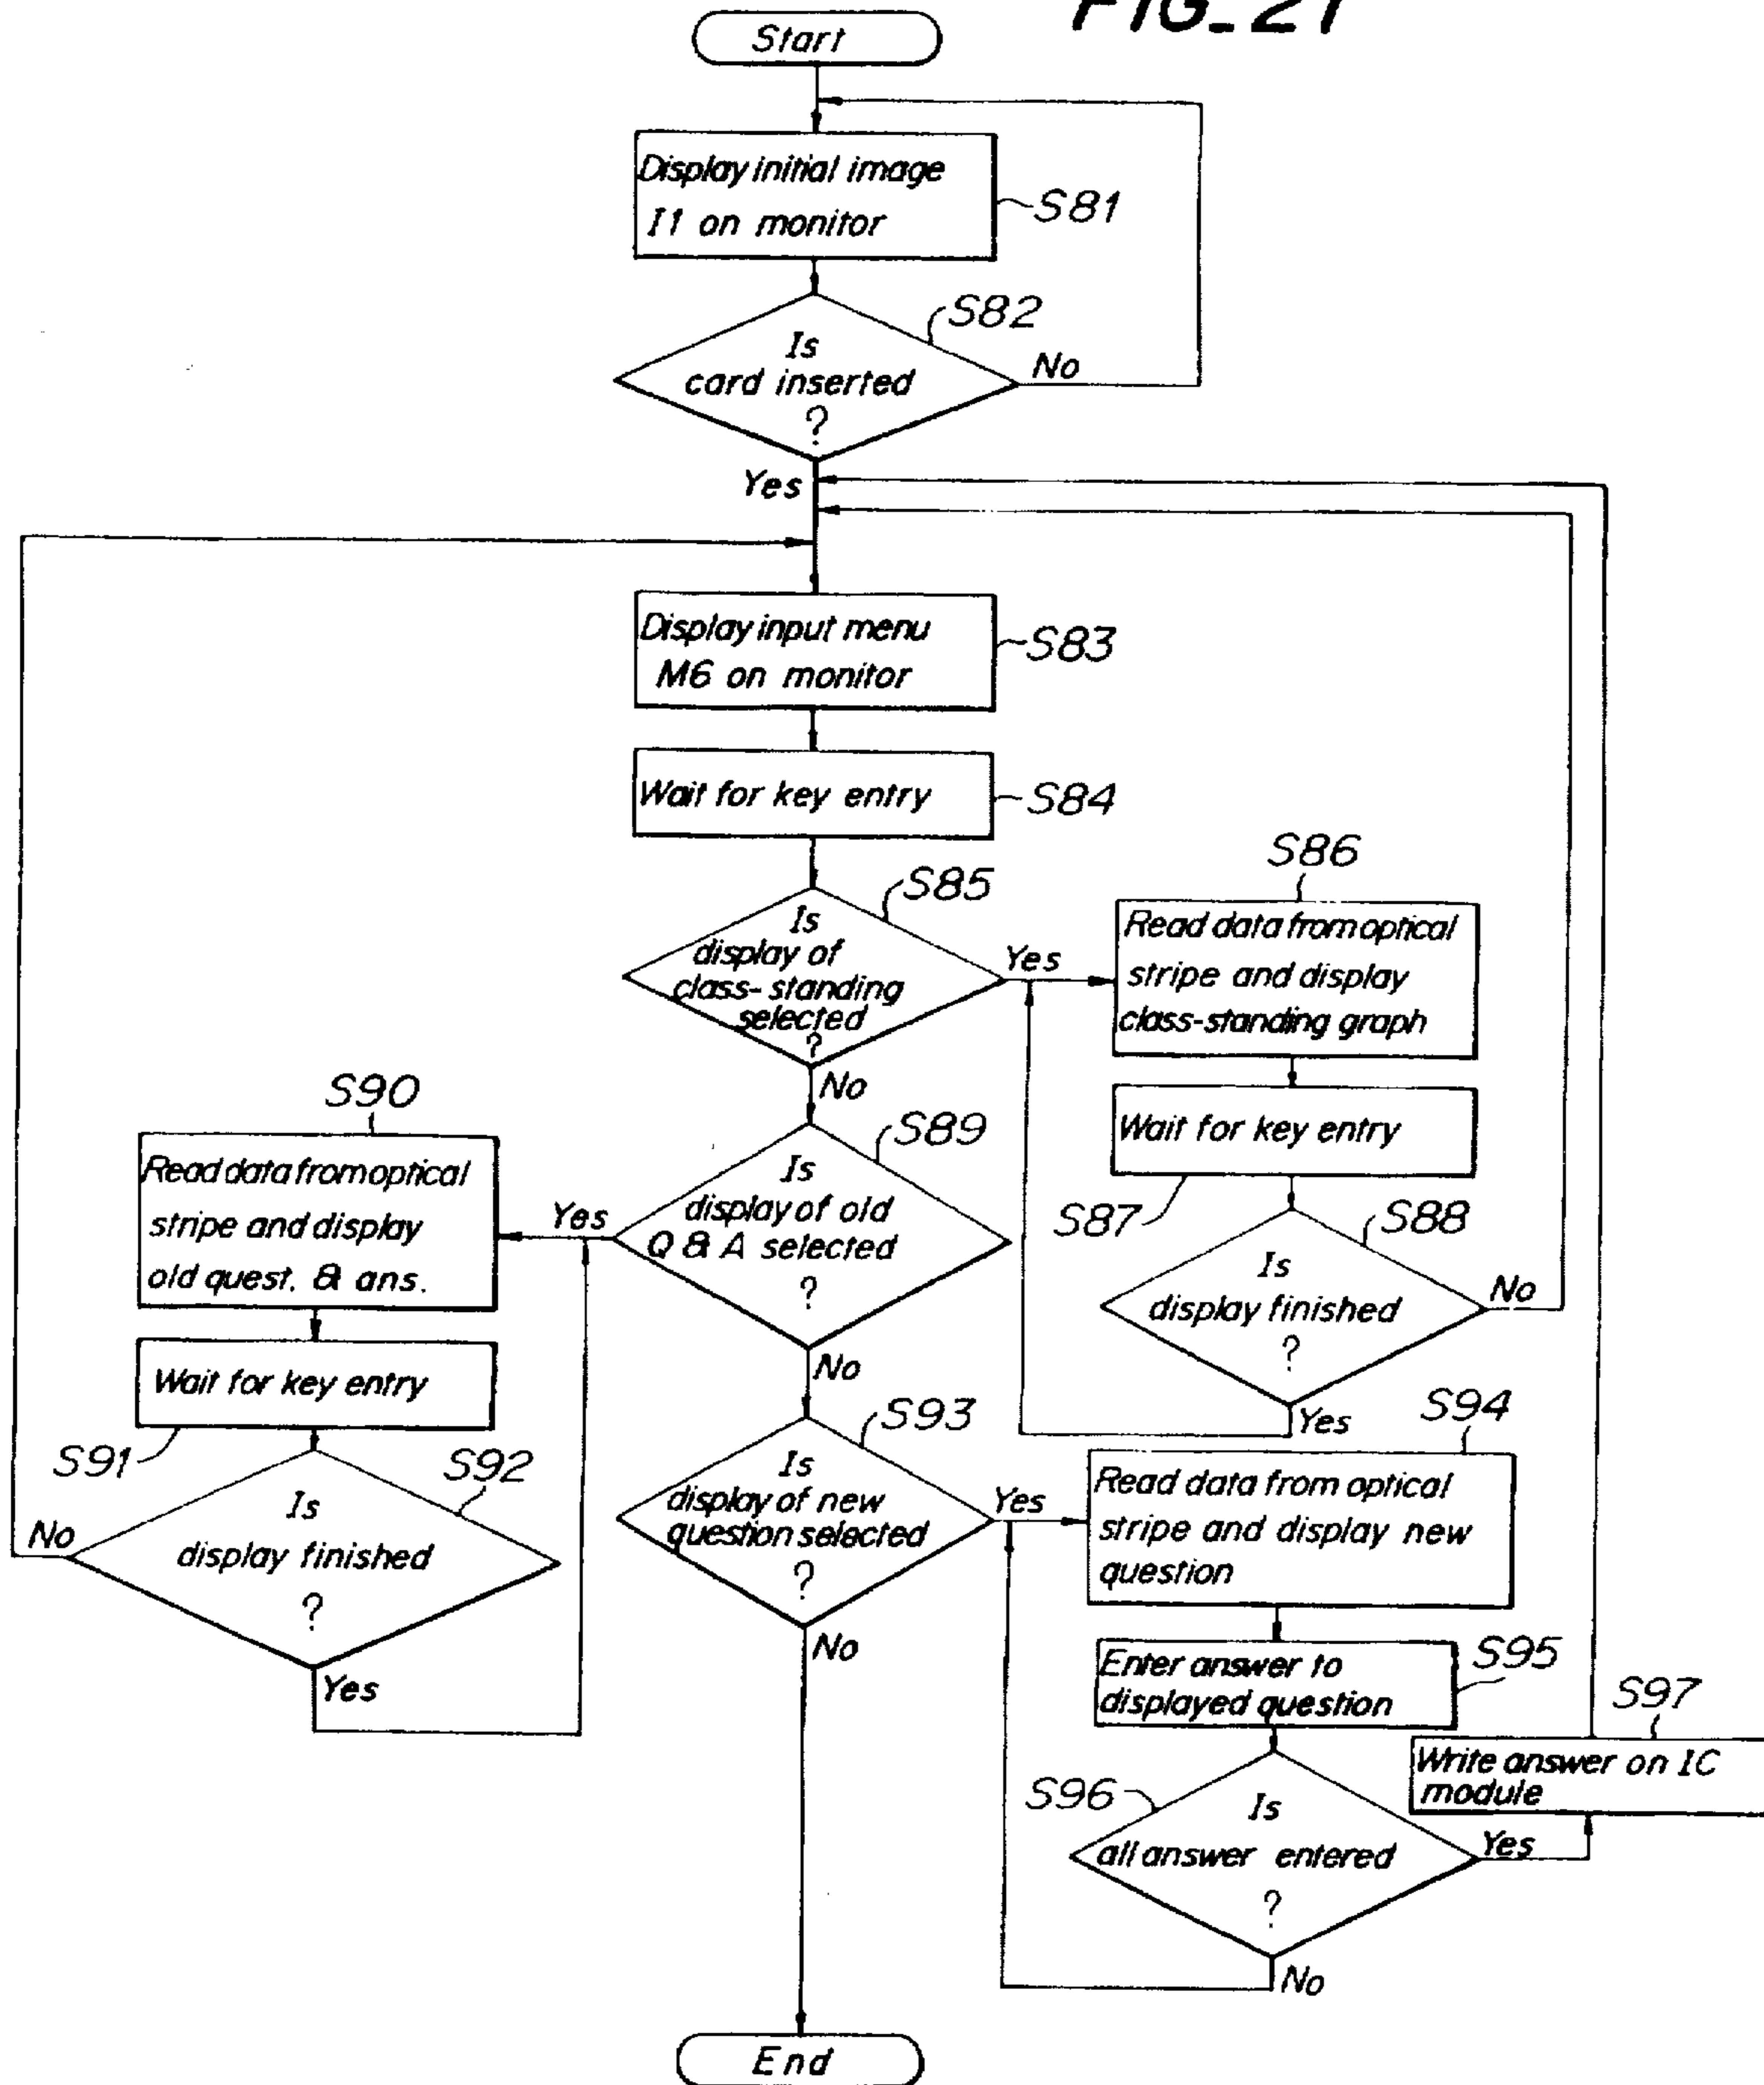 FIG_21
Start
Display initial image
I1 on monitor
S81
S82
Is
card inserted
?
No
Yes
Display input menu
M6 on monitor
S83
Wait for key entry
S84
S85
Is
display of
class-standing
selected
?
Yes
No
S86
Read data from optical
stripe and display
class-standing graph
Wait for key entry
S87
S88
Is
display finished
?
No
Yes
S89
Is
display of old
Q & A selected
?
Yes
No
S90
Read data from optical
stripe and display
old quest. & ans.
Wait for key entry
S91
S92
Is
display finished
?
No
Yes
S93
Is
display of new
question selected
?
Yes
No
S94
Read data from optical
stripe and display new
question
Enter answer to
displayed question
S95
S96
Is
all answer entered
?
Yes
No
S97
Write answer on IC
module
End